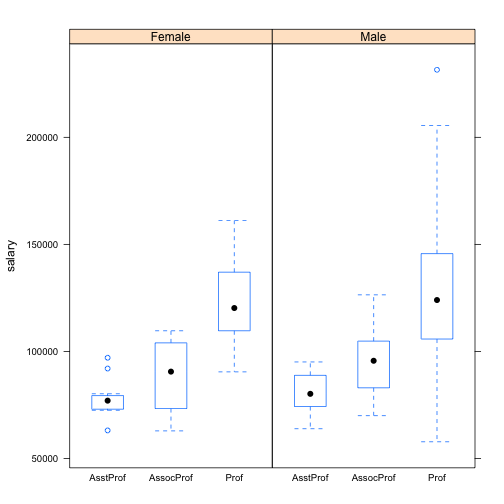 Female Male
200000
150000
100000
50000
salary
AsstProf AssocProf Prof AsstProf AssocProf Prof